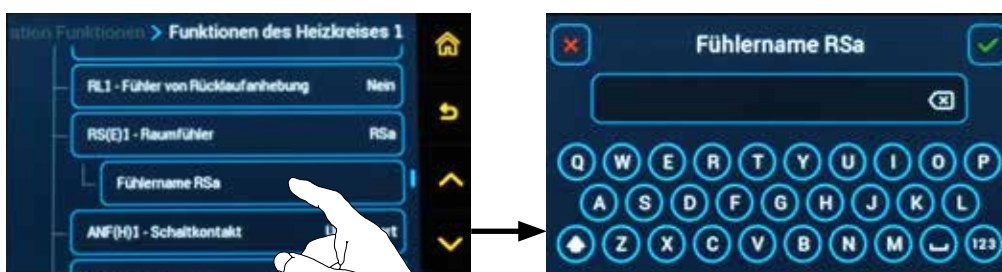 Funktionen > Funktionen des Heizkreises 1
RL1 - Fühler von Rücklaufanhebung Nein
RS(E)1 - Raumfühler RSa
Fühlername RSa
ANF(H)1 - Schaltkontakt
Fühlername RSa
Q W E R T Y U I O P
A S D F G H J K L
Z X C V B N M 123